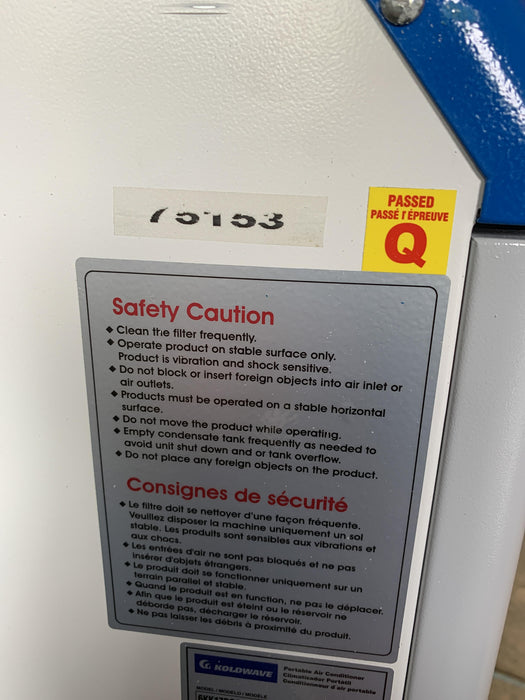 75153
PASSED
PASSÉ l'ÉPREUVE
Q
Safety Caution
◆ Clean the filter frequently.
◆ Operate product on stable surface only.
Product is vibration and shock sensitive.
◆ Do not block or insert foreign objects into air inlet or
air outlets.
◆ Products must be operated on a stable horizontal
surface.
◆ Do not move the product while operating.
◆ Empty condensate tank frequently as needed to
avoid unit shut down and or tank overflow.
◆ Do not place any foreign objects on the product.
Consignes de sécurité
◆ Le filtre doit se nettoyer d'une façon fréquente.
Veuillez disposer la machine uniquement un sol
stable. Les produits sont sensibles aux vibrations et
aux chocs.
◆ Les entrées d'air ne sont pas bloqués et ne pas
insérer d'objets étrangers.
◆ Le produit doit se fonctionner uniquement sur un
terrain parallel et stable.
◆ Quand le produit est en function, ne pas le déplacer.
◆ Afin que le produit est éteint ou le réservoir ne
déborde pas, décharger le réservoir.
◆ Ne pas laisser les débris à proximité du produit.
KOLDWAVE
Portable Air Conditioner
Climatizador Portátil
Conditionneur d'air portable
MODEL / MODELO / MODÈLE